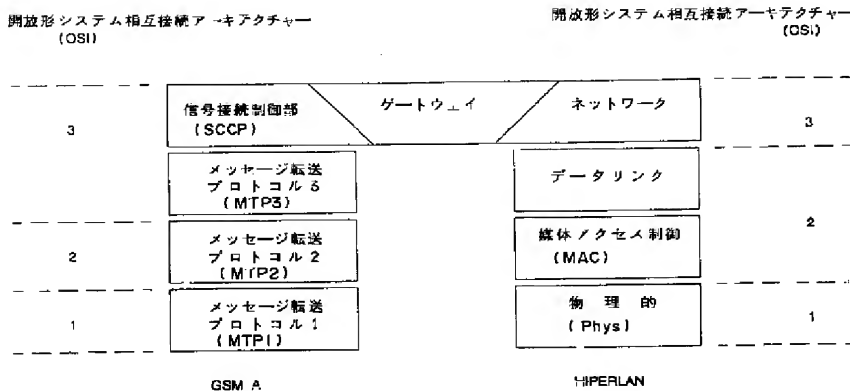 開放形システム相互接続アーキテクチャー
(OSI)
開放形システム相互接続アーキテクチャー
(OSI)
3
信号接続制御部
(SCCP)
ゲートウェイ
ネットワーク
3
メッセージ転送
プロトコル3
(MTP3)
データリンク
2
メッセージ転送
プロトコル2
(MTP2)
媒体アクセス制御
(MAC)
2
1
メッセージ転送
プロトコル1
(MTP1)
物理的
(Phys)
1
GSM A
HIPERLAN